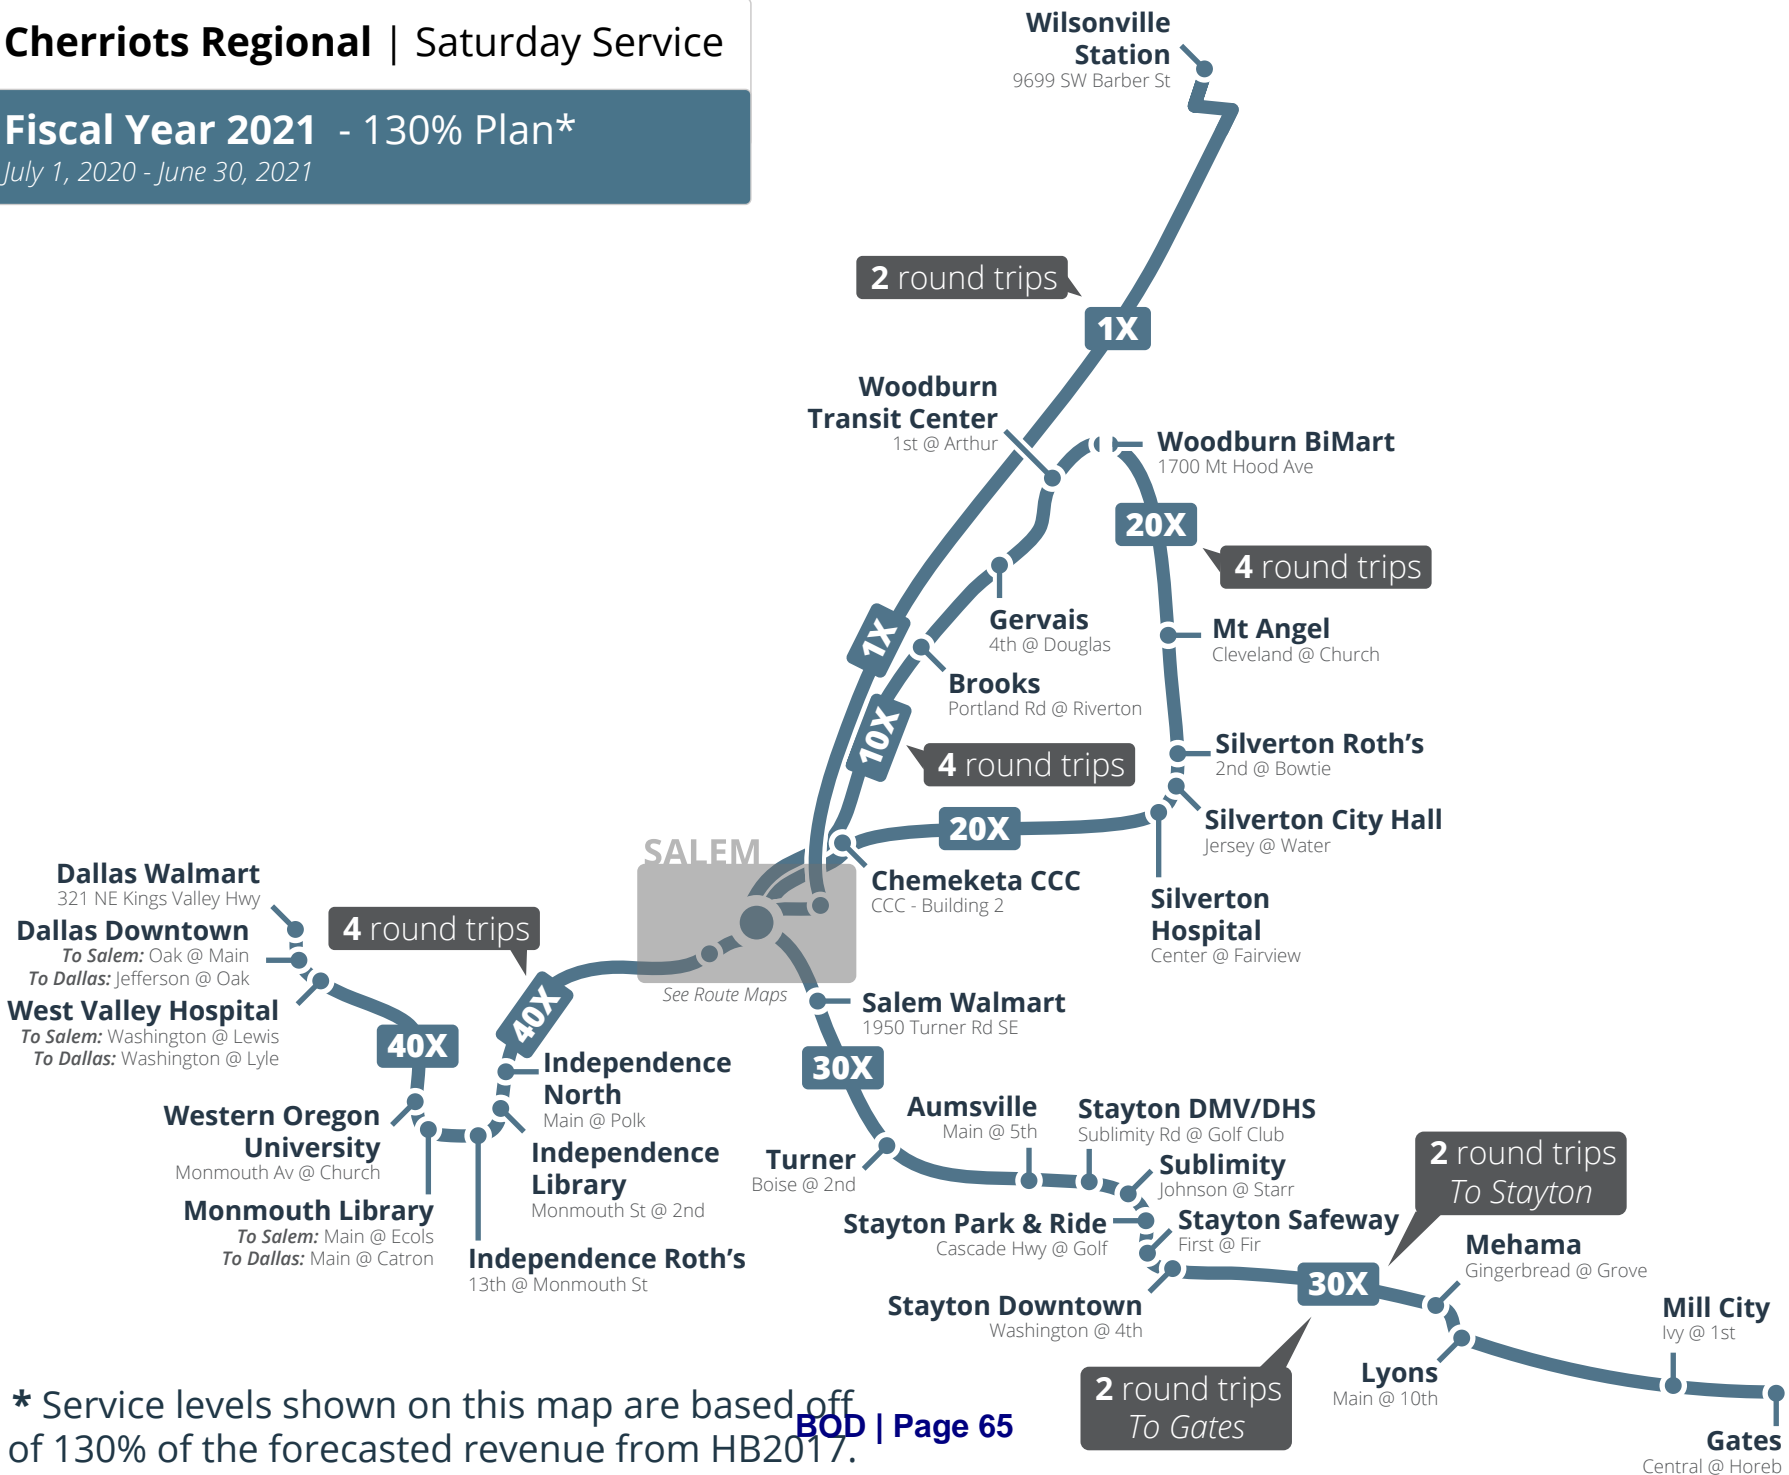 Cherriots Regional | Saturday Service
Fiscal Year 2021 - 130% Plan*
July 1, 2020 - June 30, 2021
Wilsonville
Station
9699 SW Barber St
2 round trips
1X
Woodburn
Transit Center
1st @ Arthur
Woodburn BiMart
1700 Mt Hood Ave
20X
4 round trips
Gervais
4th @ Douglas
Mt Angel
Cleveland @ Church
1X
Brooks
Portland Rd @ Riverton
10X
4 round trips
Silverton Roth's
2nd @ Bowtie
Silverton City Hall
Jersey @ Water
20X
SALEM
Chemeketa CCC
CCC - Building 2
Silverton
Hospital
Center @ Fairview
See Route Maps
Dallas Walmart
321 NE Kings Valley Hwy
Dallas Downtown
To Salem: Oak @ Main
To Dallas: Jefferson @ Oak
West Valley Hospital
To Salem: Washington @ Lewis
To Dallas: Washington @ Lyle
4 round trips
40X
40X
Independence
North
Main @ Polk
Western Oregon
University
Monmouth Av @ Church
Independence
Library
Monmouth St @ 2nd
Monmouth Library
To Salem: Main @ Ecols
To Dallas: Main @ Catron
Independence Roth's
13th @ Monmouth St
Salem Walmart
1950 Turner Rd SE
30X
Turner
Boise @ 2nd
Aumsville
Main @ 5th
Stayton DMV/DHS
Sublimity Rd @ Golf Club
Sublimity
Johnson @ Starr
Stayton Park & Ride
Cascade Hwy @ Golf
Stayton Safeway
First @ Fir
Stayton Downtown
Washington @ 4th
2 round trips
To Stayton
30X
2 round trips
To Gates
Mehama
Gingerbread @ Grove
Lyons
Main @ 10th
Mill City
Ivy @ 1st
Gates
Central @ Horeb
* Service levels shown on this map are based off
of 130% of the forecasted revenue from HB2017.
BOD | Page 65